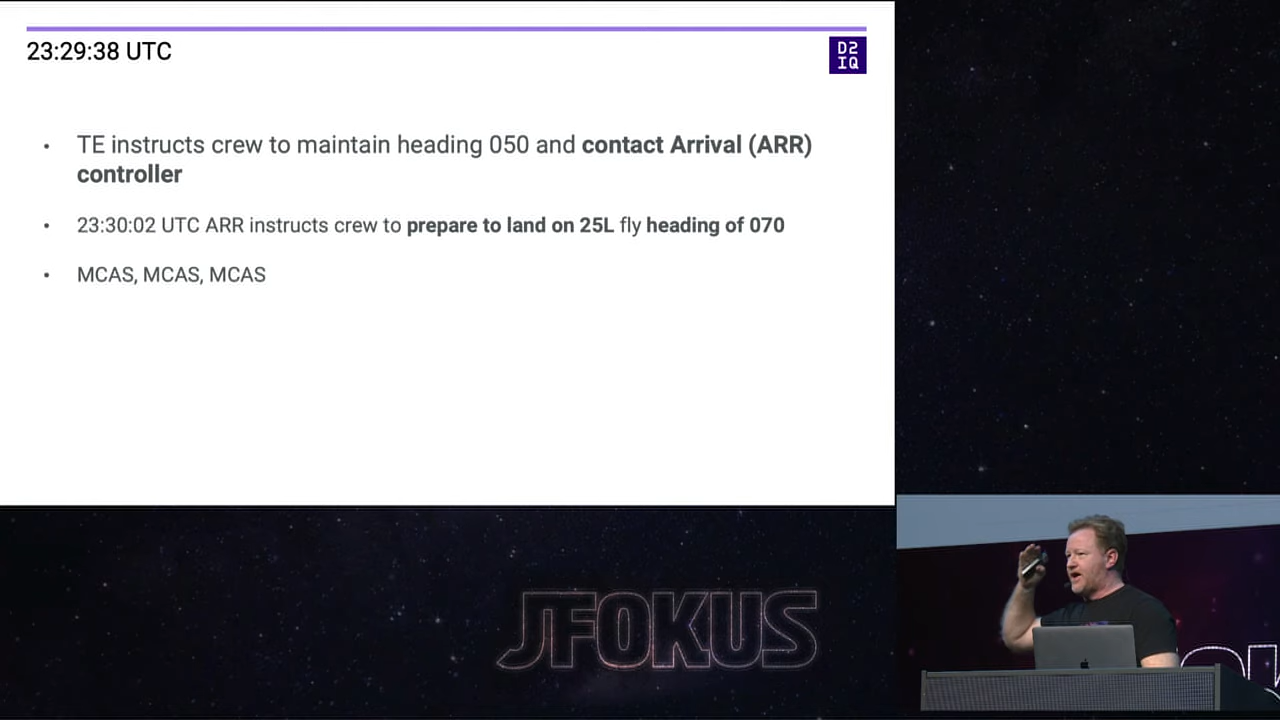 23:29:38 UTC
D2
IQ
• TE instructs crew to maintain heading 050 and contact Arrival (ARR)
controller
• 23:30:02 UTC ARR instructs crew to prepare to land on 25L fly heading of 070
• MCAS, MCAS, MCAS
JFOKUS